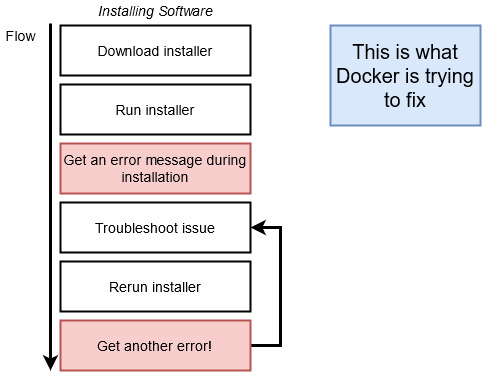 Installing Software
Flow
Download installer
Run installer
Get an error message during
installation
Troubleshoot issue
Rerun installer
Get another error!
This is what
Docker is trying
to fix